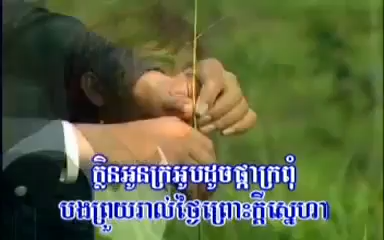 ក្លិនអូនក្រអូបដូចផ្កាក្រពុំ
បងព្រួយរាល់ថ្ងៃព្រោះក្ដីស្នេហា